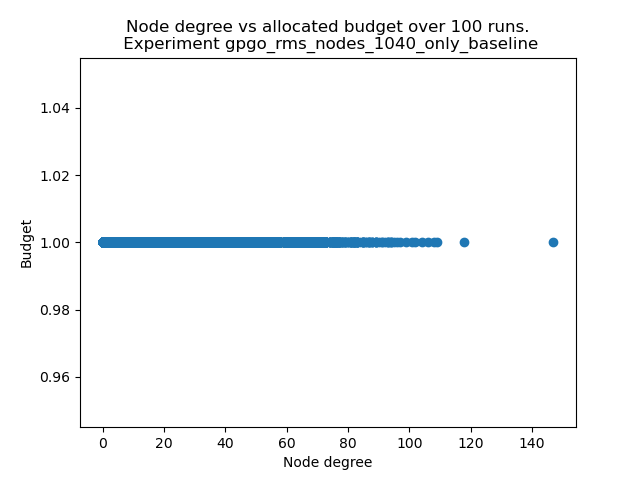 Node degree vs allocated budget over 100 runs.
Experiment gpgo_rms_nodes_1040_only_baseline
1.04
1.02
1.00
0.98
0.96
Budget
0 20 40 60 80 100 120 140
Node degree